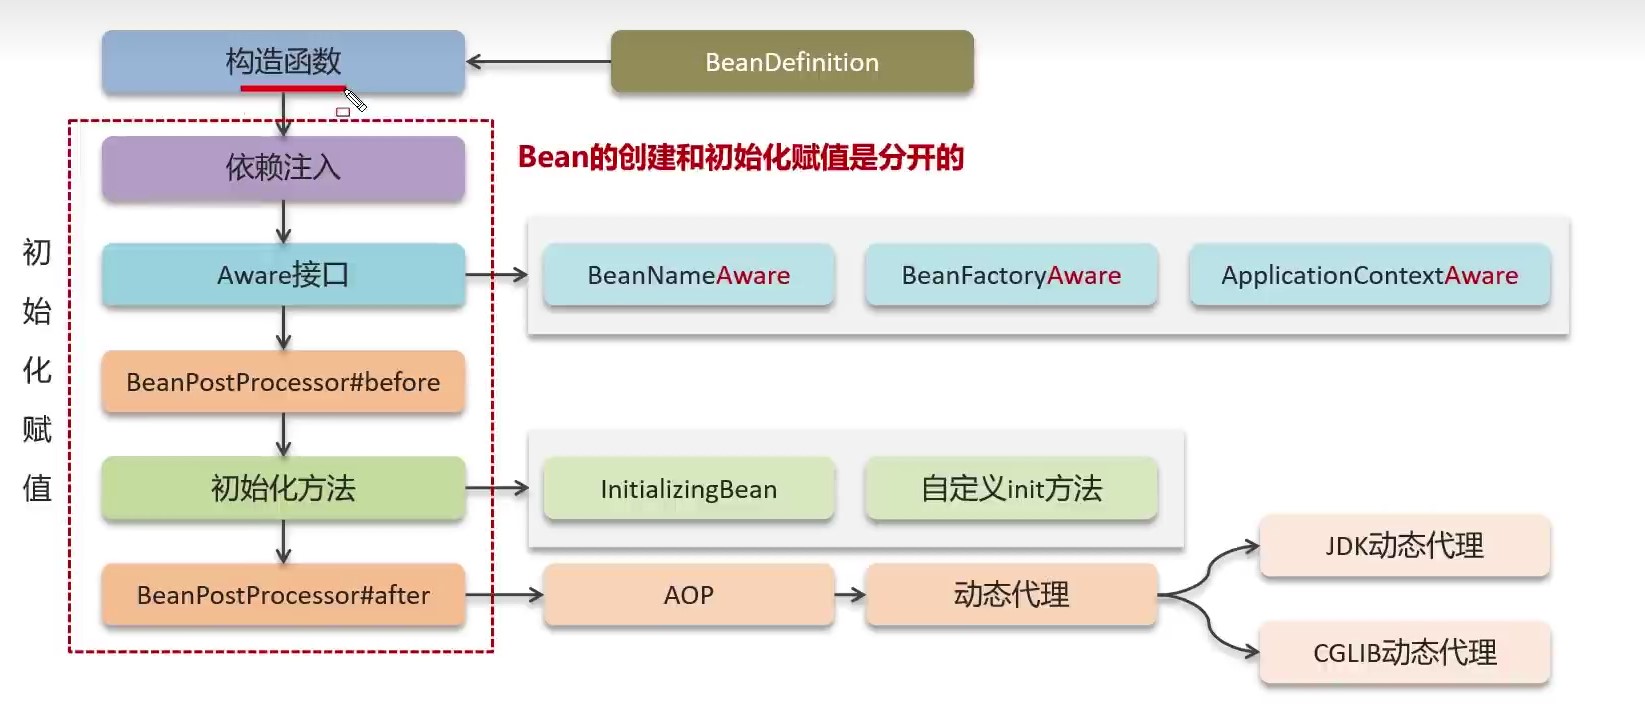 构造函数
BeanDefinition
依赖注入
Bean的创建和初始化赋值是分开的
初始化赋值
Aware接口
BeanNameAware
BeanFactoryAware
ApplicationContextAware
BeanPostProcessor#before
初始化方法
InitializingBean
自定义init方法
BeanPostProcessor#after
AOP
动态代理
JDK动态代理
CGLIB动态代理